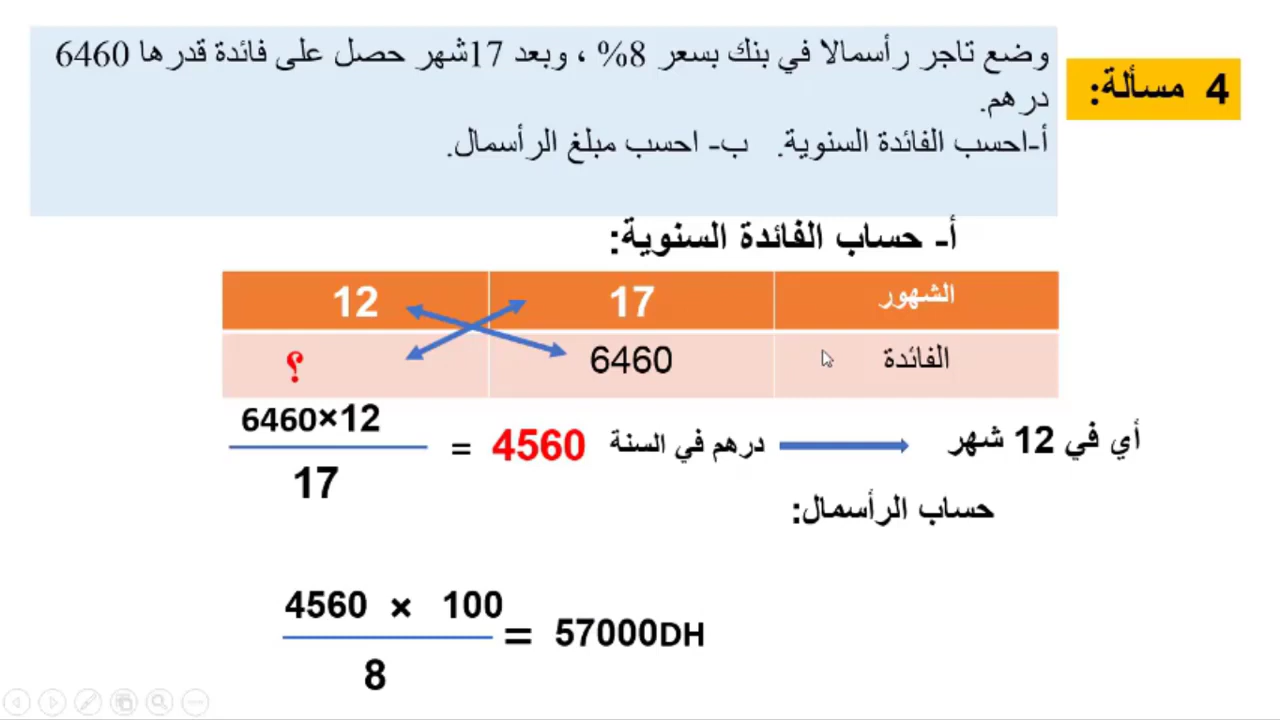 4 مسألة:
وضع تاجر رأسمالا في بنك بسعر 8% ، وبعد 17شهر حصل على فائدة قدرها 6460
درهم.
أ-احسب الفائدة السنوية. ب- احسب مبلغ الرأسمال.
أ- حساب الفائدة السنوية:
الشهور 17 12
الفائدة 6460 ؟
أي في 12 شهر درهم في السنة 4560 =
6460×12
17
حساب الرأسمال:
4560 × 100
8
= 57000DH